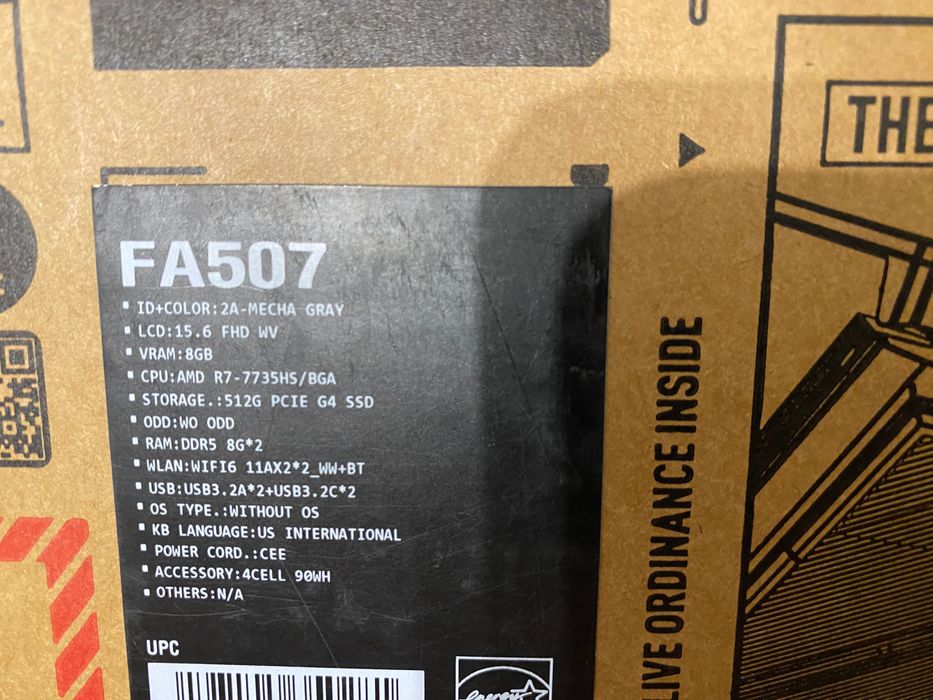 THE
FA507
ID+COLOR:2A-MECHA GRAY
LCD:15.6 FHD WV
VRAM:8GB
CPU:AMD R7-7735HS/BGA
STORAGE.:512G PCIE G4 SSD
ODD:WO ODD
RAM:DDR5 8G*2
WLAN:WIFI6 11AX2*2_WW+BT
USB:USB3.2A*2+USB3.2C*2
OS TYPE.:WITHOUT OS
KB LANGUAGE:US INTERNATIONAL
POWER CORD.:CEE
ACCESSORY:4CELL 90WH
OTHERS:N/A
UPC
energy
LIVE ORDINANCE INSIDE